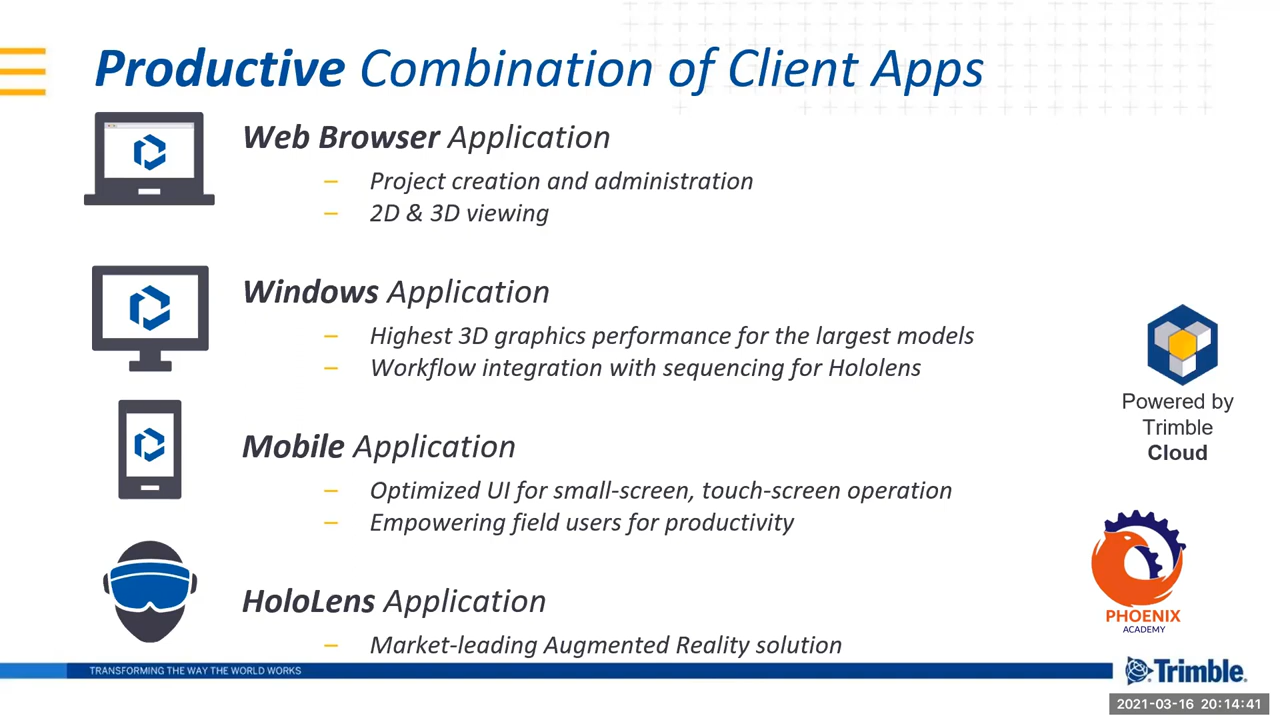 Productive Combination of Client Apps
Web Browser Application
– Project creation and administration
– 2D & 3D viewing
Windows Application
– Highest 3D graphics performance for the largest models
– Workflow integration with sequencing for Hololens
Mobile Application
– Optimized UI for small-screen, touch-screen operation
– Empowering field users for productivity
HoloLens Application
– Market-leading Augmented Reality solution
Powered by
Trimble
Cloud
PHOENIX
ACADEMY
TRANSFORMING THE WAY THE WORLD WORKS
Trimble.
2021-03-16 20:14:41